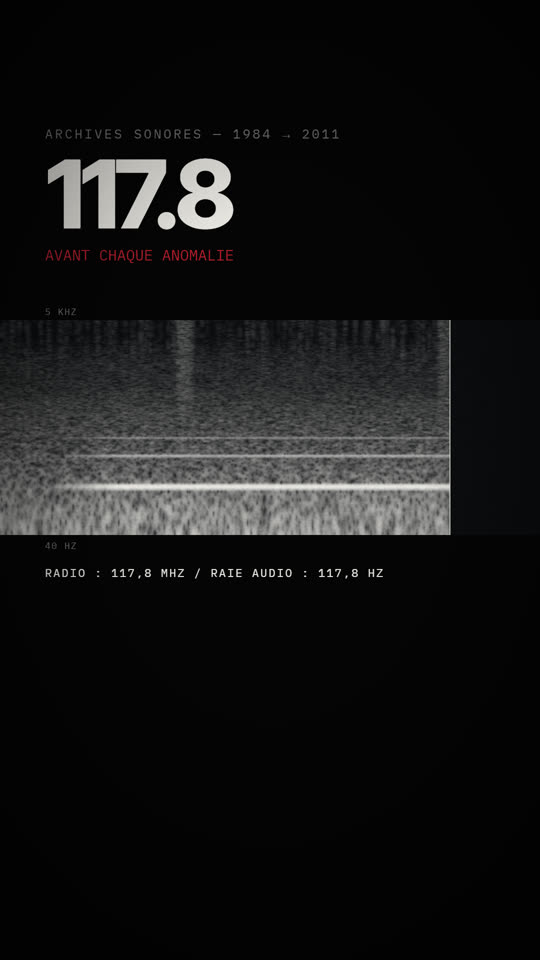 ARCHIVES SONORES — 1984 → 2011
117.8
AVANT CHAQUE ANOMALIE
5 KHZ
40 HZ
RADIO : 117,8 MHZ / RAIE AUDIO : 117,8 HZ